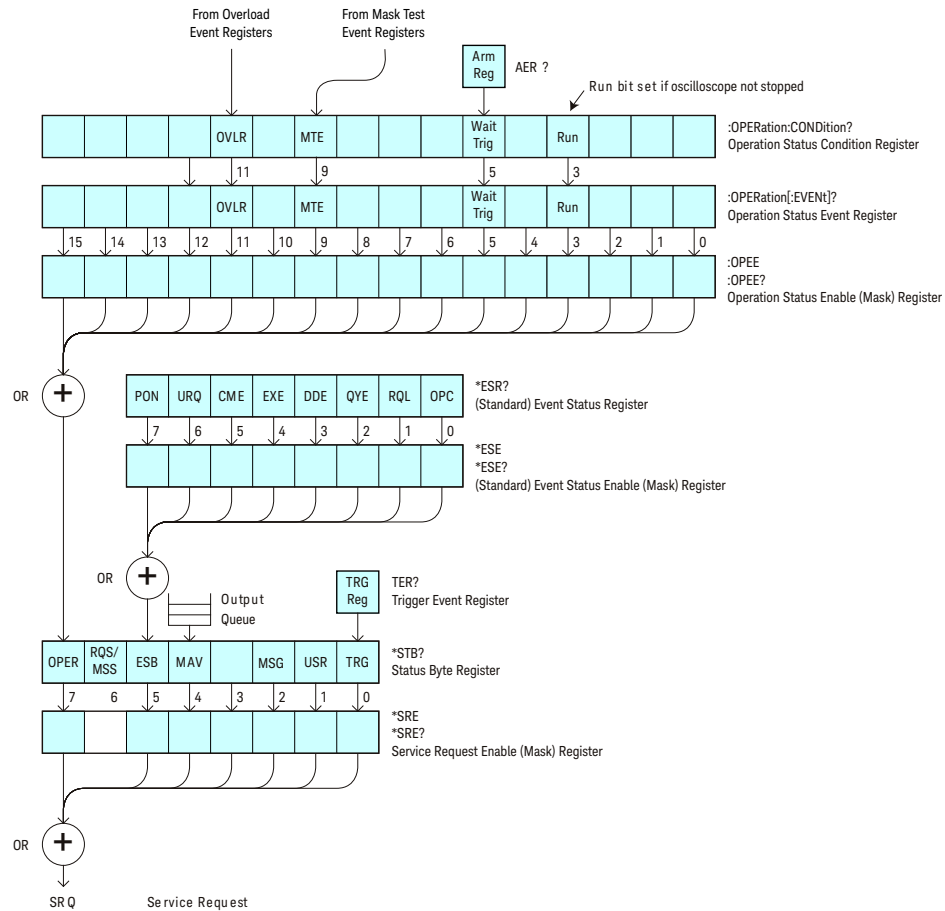 From Overload
Event Registers
From Mask Test
Event Registers
Arm
Reg
AER ?
Run bit set if oscilloscope not stopped
OVLR
MTE
Wait
Trig
Run
:OPERation:CONDition?
Operation Status Condition Register
11
9
5
3
OVLR
MTE
Wait
Trig
Run
:OPERation[:EVENt]?
Operation Status Event Register
15 14 13 12 11 10 9 8 7 6 5 4 3 2 1 0
:OPEE
:OPEE?
Operation Status Enable (Mask) Register
OR
+
PON URQ CME EXE DDE QYE RQL OPC
*ESR?
(Standard) Event Status Register
7 6 5 4 3 2 1 0
*ESE
*ESE?
(Standard) Event Status Enable (Mask) Register
OR
+
Output
Queue
TRG
Reg
TER?
Trigger Event Register
OPER
RQS/
MSS
ESB
MAV
MSG
USR
TRG
*STB?
Status Byte Register
7 6 5 4 3 2 1 0
*SRE
*SRE?
Service Request Enable (Mask) Register
OR
+
SRQ
Service Request